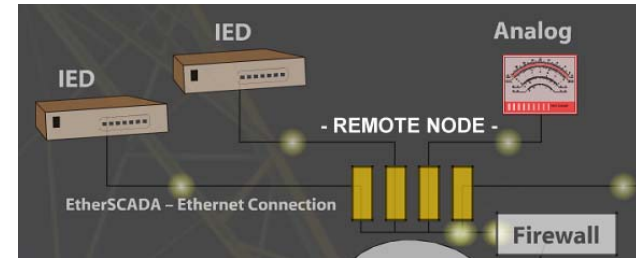 IED
Analog
IED
- REMOTE NODE -
EtherSCADA – Ethernet Connection
Firewall